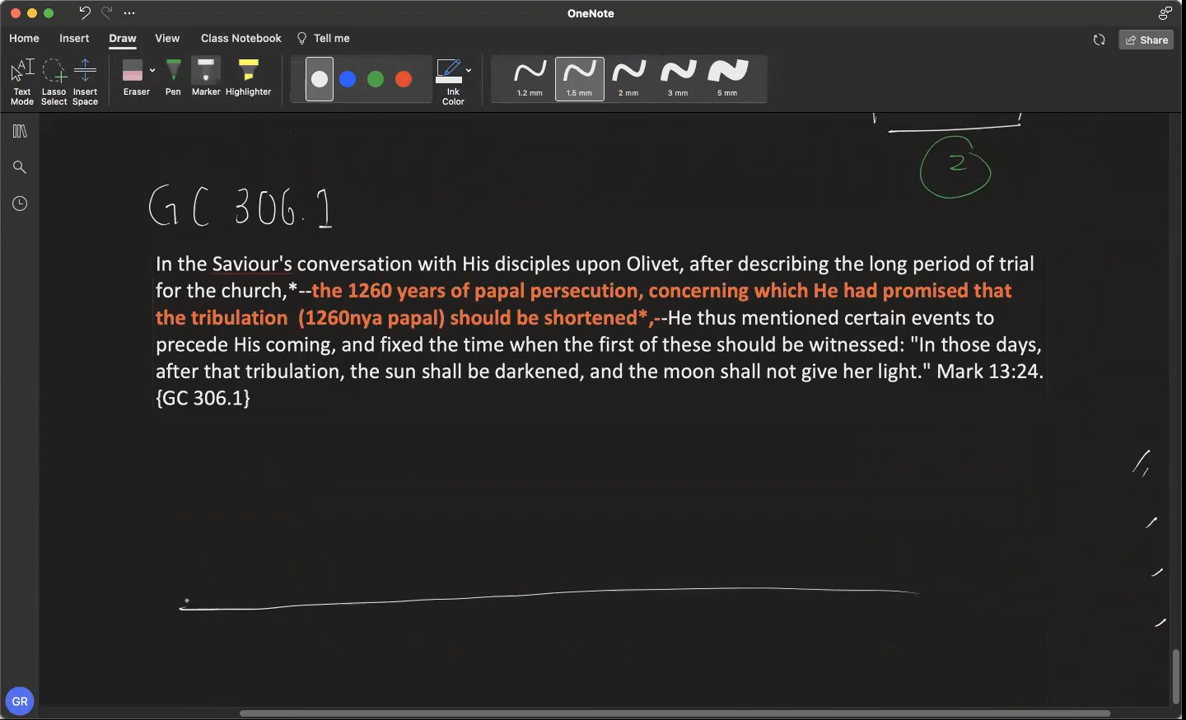 OneNote
Home Insert Draw View Class Notebook Tell me
Share
Text Mode
Lasso Select
Insert Space
Eraser
Pen
Marker
Highlighter
Ink Color
1.2 mm
1.5 mm
2 mm
3 mm
5 mm
2
GC 306.1
In the Saviour's conversation with His disciples upon Olivet, after describing the long period of trial
for the church,*--the 1260 years of papal persecution, concerning which He had promised that
the tribulation (1260nya papal) should be shortened*,--He thus mentioned certain events to
precede His coming, and fixed the time when the first of these should be witnessed: "In those days,
after that tribulation, the sun shall be darkened, and the moon shall not give her light." Mark 13:24.
{GC 306.1}
GR